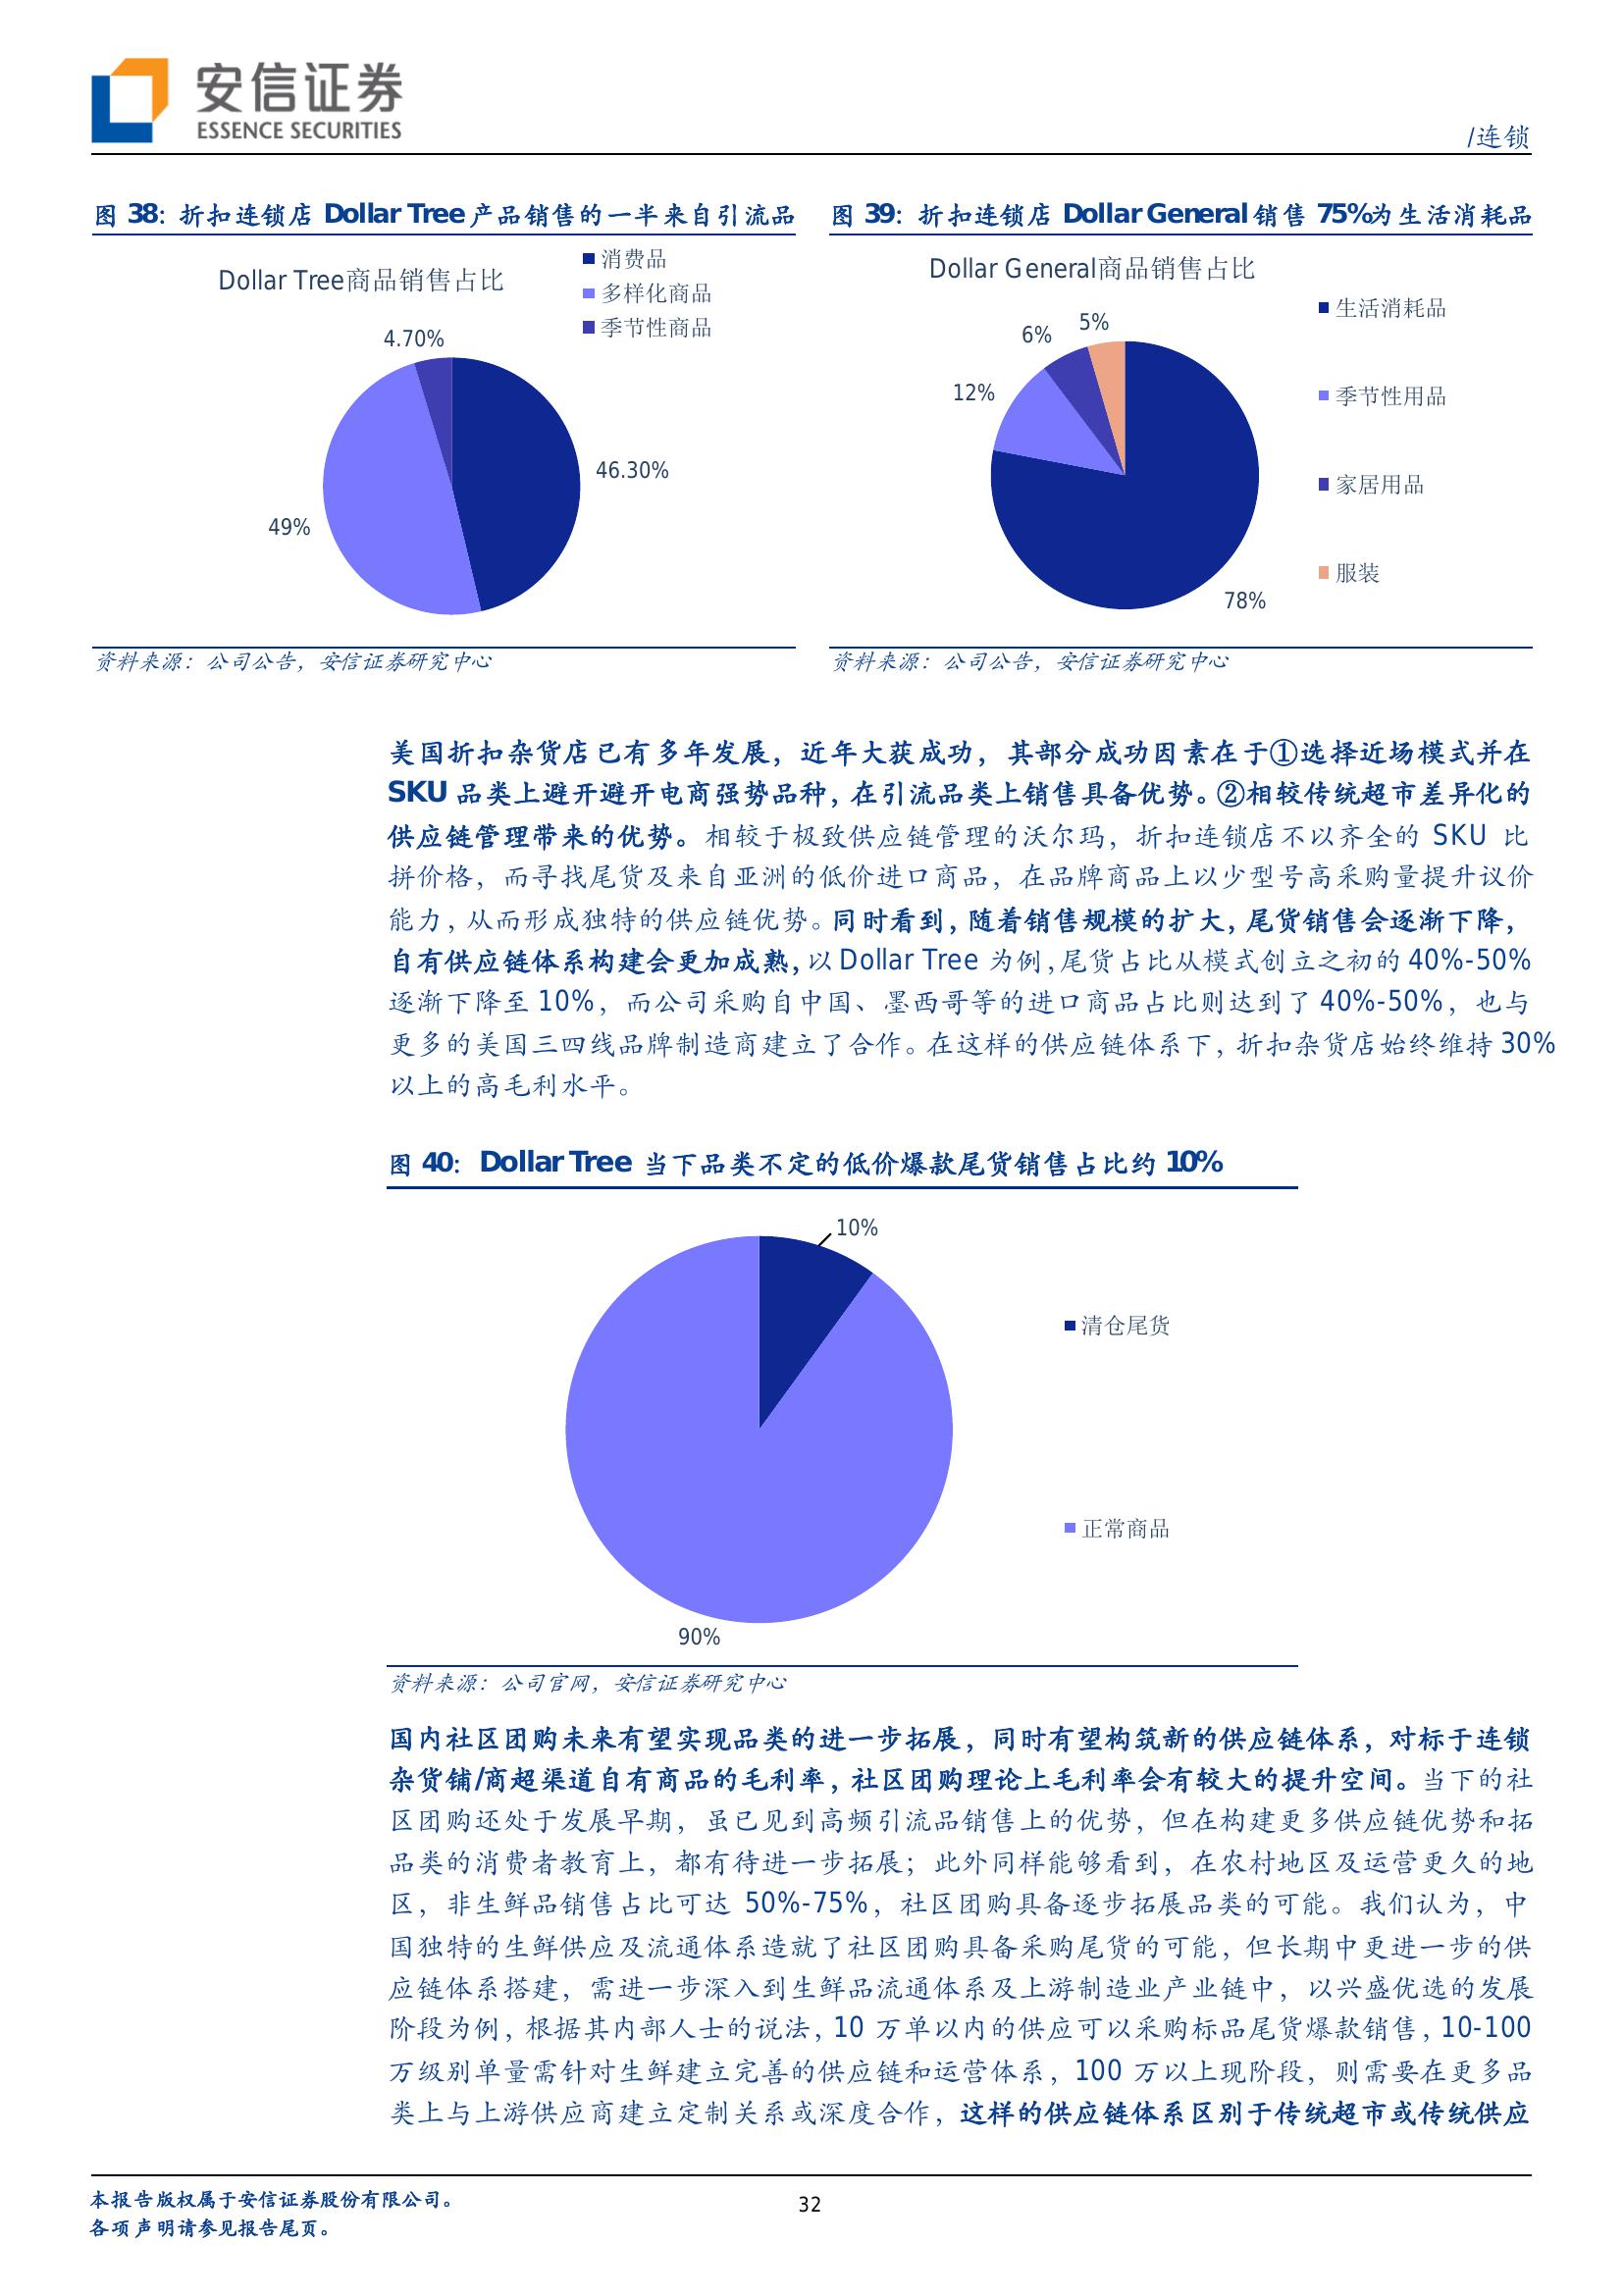 安信证券
ESSENCE SECURITIES
/连锁
图 38：折扣连锁店 Dollar Tree 产品销售的一半来自引流品
Dollar Tree商品销售占比
消费品
多样化商品
季节性商品
4.70%
46.30%
49%
资料来源：公司公告，安信证券研究中心
图 39：折扣连锁店 Dollar General 销售 75%为生活消耗品
Dollar General商品销售占比
生活消耗品
季节性用品
家居用品
服装
5%
6%
12%
78%
资料来源：公司公告，安信证券研究中心
美国折扣杂货店已有多年发展，近年大获成功，其部分成功因素在于①选择近场模式并在
SKU 品类上避开避开电商强势品种，在引流品类上销售具备优势。②相较传统超市差异化的
供应链管理带来的优势。相较于极致供应链管理的沃尔玛，折扣连锁店不以齐全的 SKU 比
拼价格，而寻找尾货及来自亚洲的低价进口商品，在品牌商品上以少型号高采购量提升议价
能力，从而形成独特的供应链优势。同时看到，随着销售规模的扩大，尾货销售会逐渐下降，
自有供应链体系构建会更加成熟，以 Dollar Tree 为例，尾货占比从模式创立之初的 40%-50%
逐渐下降至 10%，而公司采购自中国、墨西哥等的进口商品占比则达到了 40%-50%，也与
更多的美国三四线品牌制造商建立了合作。在这样的供应链体系下，折扣杂货店始终维持 30%
以上的高毛利水平。
图 40：Dollar Tree 当下品类不定的低价爆款尾货销售占比约 10%
10%
清仓尾货
正常商品
90%
资料来源：公司官网，安信证券研究中心
国内社区团购未来有望实现品类的进一步拓展，同时有望构筑新的供应链体系，对标于连锁
杂货铺/商超渠道自有商品的毛利率，社区团购理论上毛利率会有较大的提升空间。当下的社
区团购还处于发展早期，虽已见到高频引流品销售上的优势，但在构建更多供应链优势和拓
品类的消费者教育上，都有待进一步拓展；此外同样能够看到，在农村地区及运营更久的地
区，非生鲜品销售占比可达 50%-75%，社区团购具备逐步拓展品类的可能。我们认为，中
国独特的生鲜供应及流通体系造就了社区团购具备采购尾货的可能，但长期中更进一步的供
应链体系搭建，需进一步深入到生鲜品流通体系及上游制造业产业链中，以兴盛优选的发展
阶段为例，根据其内部人士的说法，10 万单以内的供应可以采购标品尾货爆款销售，10-100
万级别单量需针对生鲜建立完善的供应链和运营体系，100 万以上现阶段，则需要在更多品
类上与上游供应商建立定制关系或深度合作，这样的供应链体系区别于传统超市或传统供应
本报告版权属于安信证券股份有限公司。
各项声明请参见报告尾页。
32